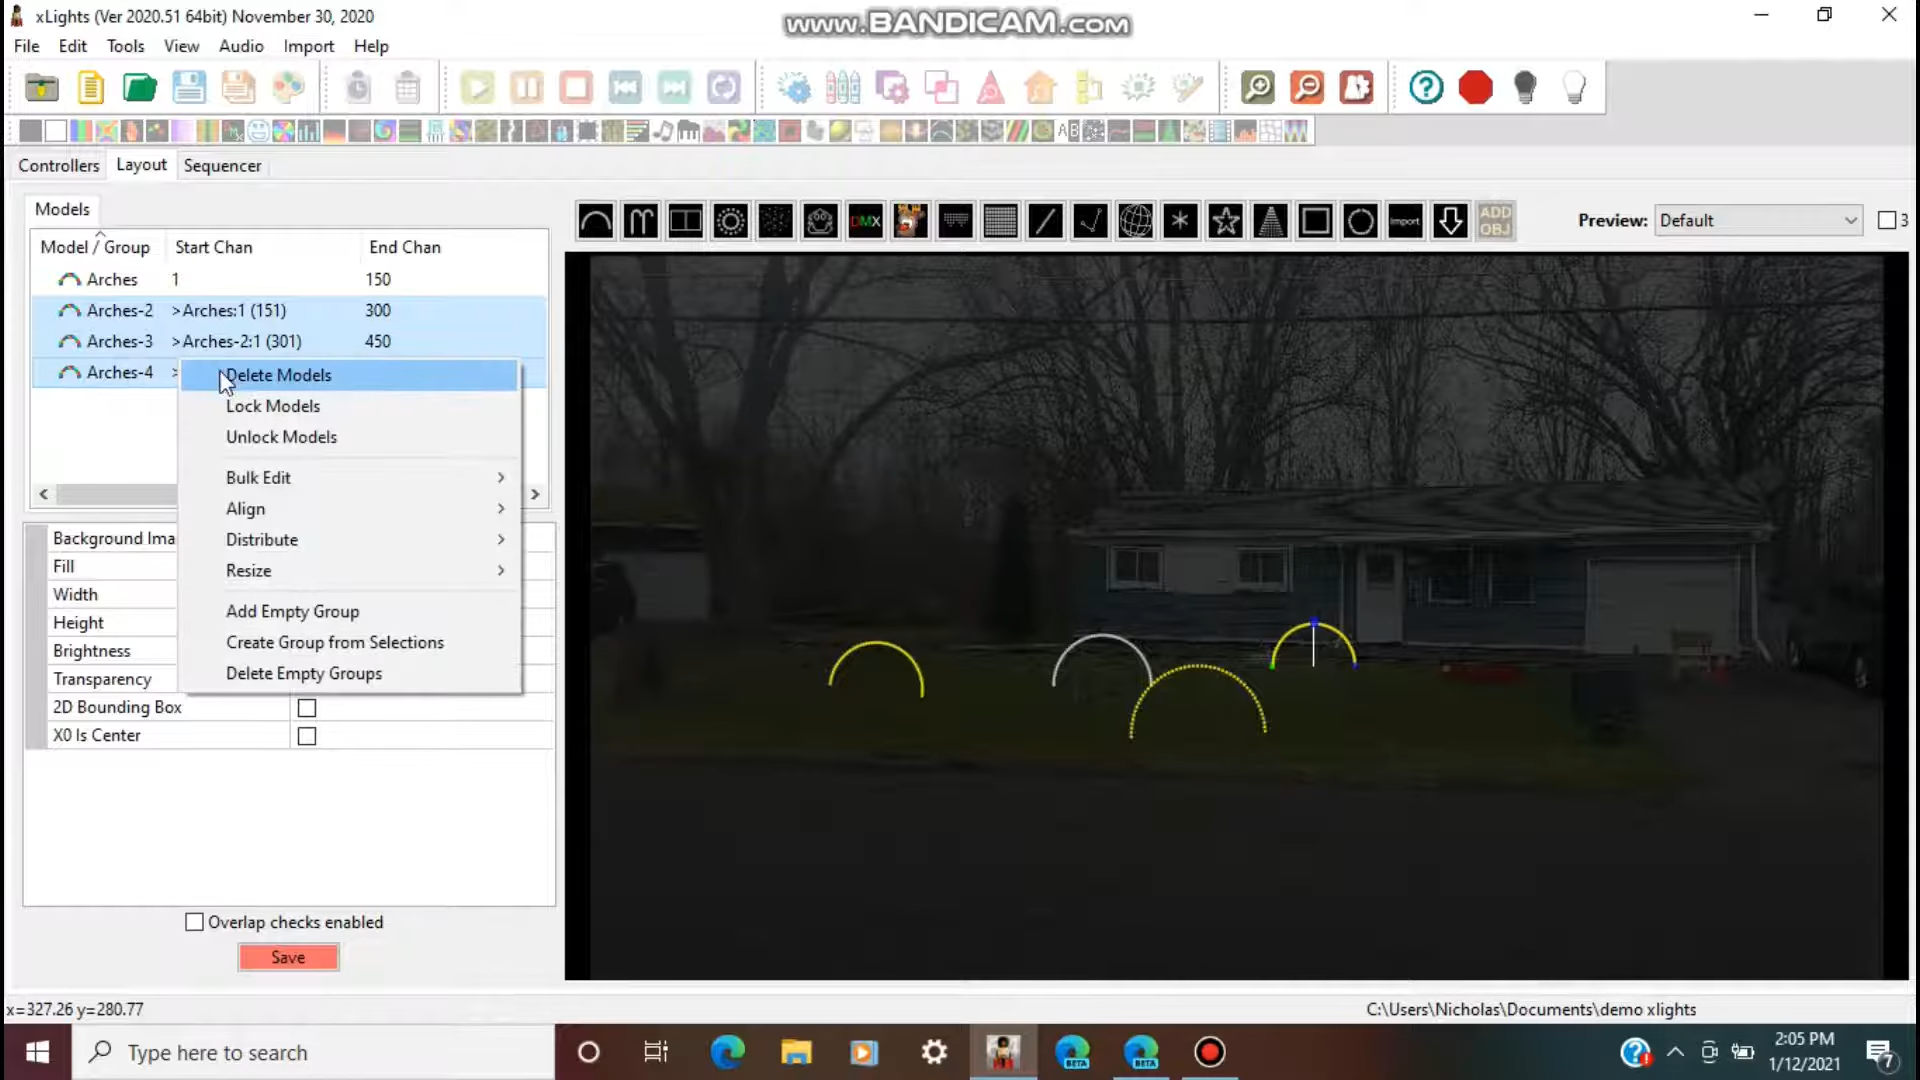 xLights (Ver 2020.51 64bit) November 30, 2020
www.BANDICAM.com
File Edit Tools View Audio Import Help
AB
Controllers Layout Sequencer
Models
DMX
Import
ADD OBJ
Preview: Default 3
Model / Group Start Chan End Chan
Arches 1 150
Arches-2 >Arches:1 (151) 300
Arches-3 >Arches-2:1 (301) 450
Arches-4 >
Delete Models
Lock Models
Unlock Models
Bulk Edit
Align
Distribute
Resize
Add Empty Group
Create Group from Selections
Delete Empty Groups
Background Ima
Fill
Width
Height
Brightness
Transparency
2D Bounding Box
X0 Is Center
Overlap checks enabled
Save
x=327.26 y=280.77
C:\Users\Nicholas\Documents\demo xlights
Type here to search
BETA
BETA
2:05 PM
1/12/2021
7